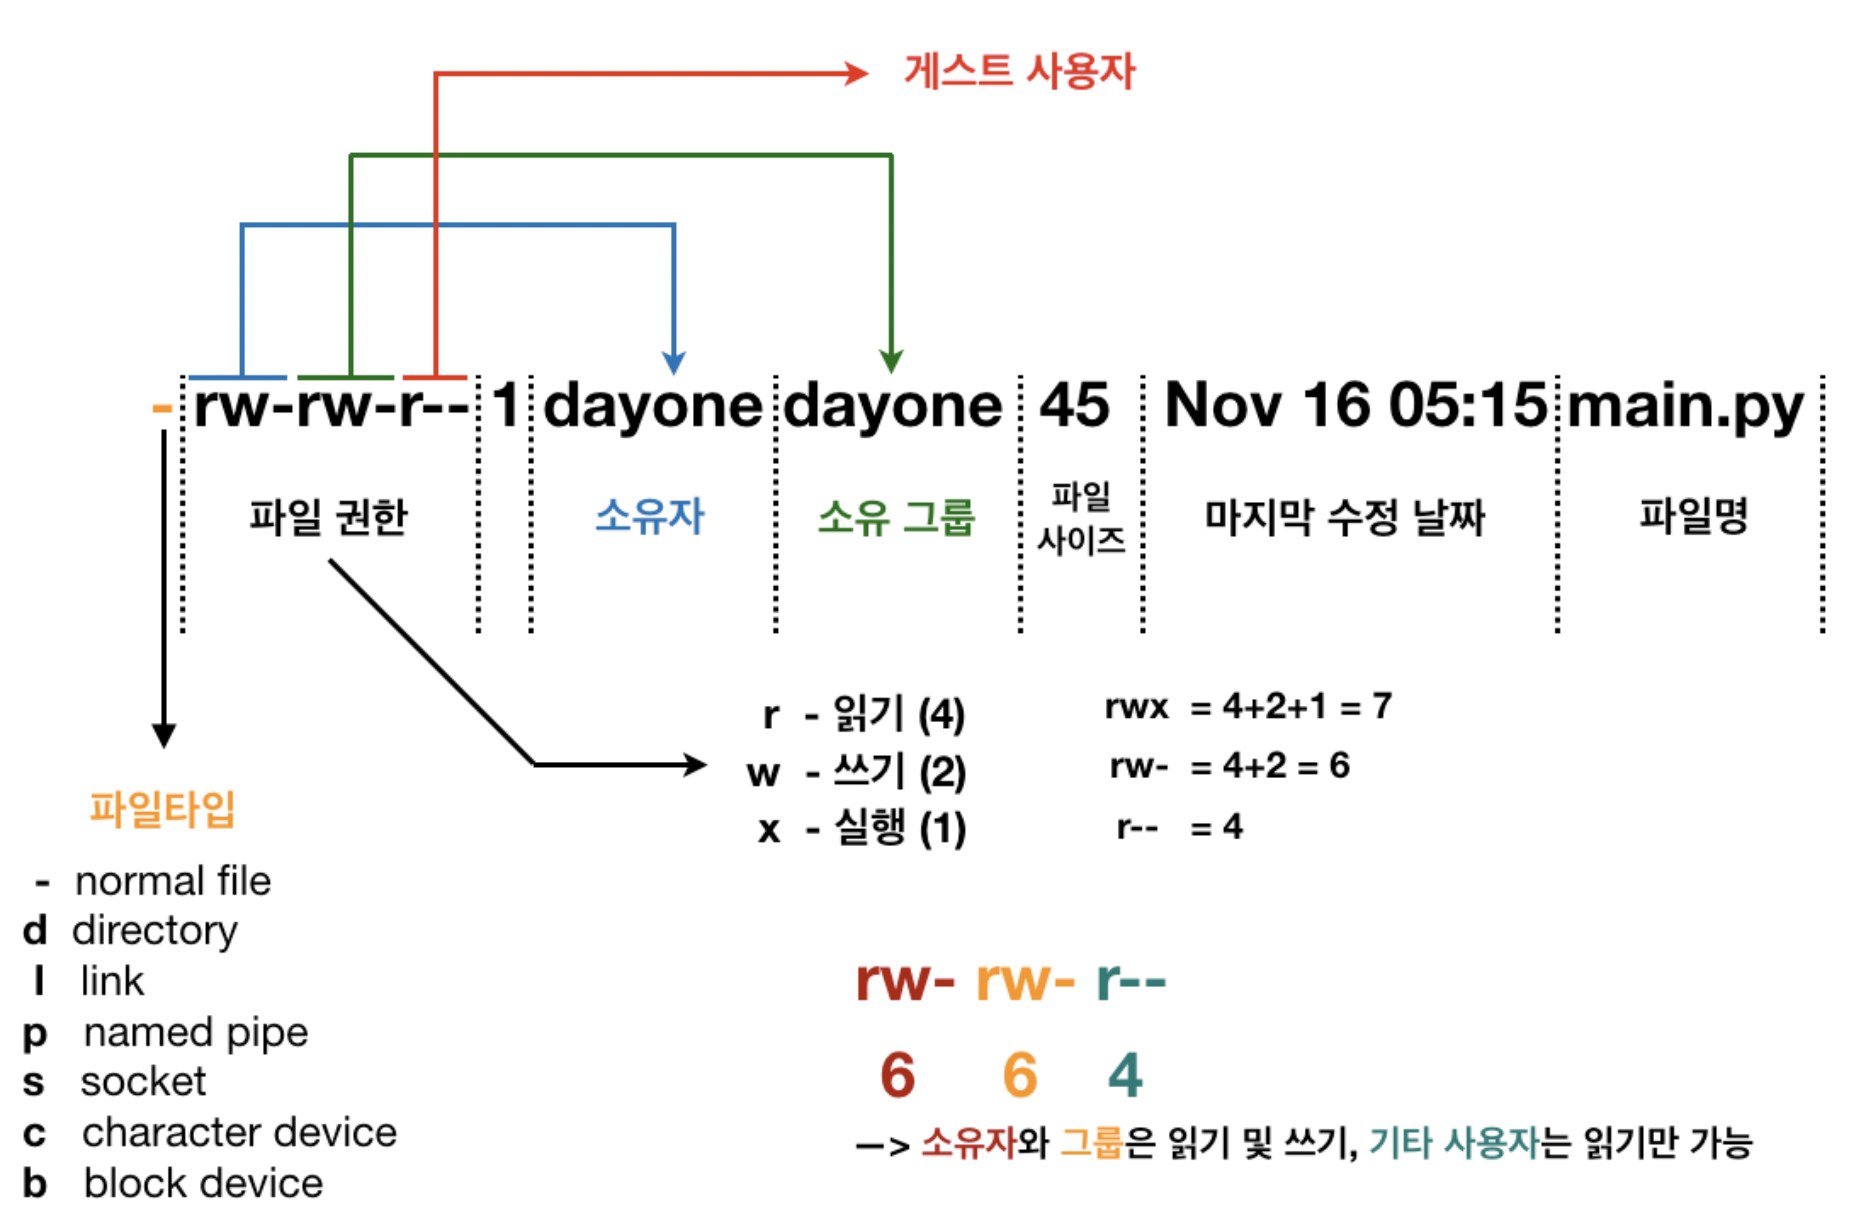 게스트 사용자
- rw-rw-r-- 1 dayone dayone 45 Nov 16 05:15 main.py
파일 권한 소유자 소유 그룹 파일 사이즈 마지막 수정 날짜 파일명
r - 읽기 (4) rwx = 4+2+1 = 7
w - 쓰기 (2) rw- = 4+2 = 6
x - 실행 (1) r-- = 4
파일타입
- normal file
d directory
l link
p named pipe
s socket
c character device
b block device
rw- rw- r--
6 6 4
—> 소유자와 그룹은 읽기 및 쓰기, 기타 사용자는 읽기만 가능